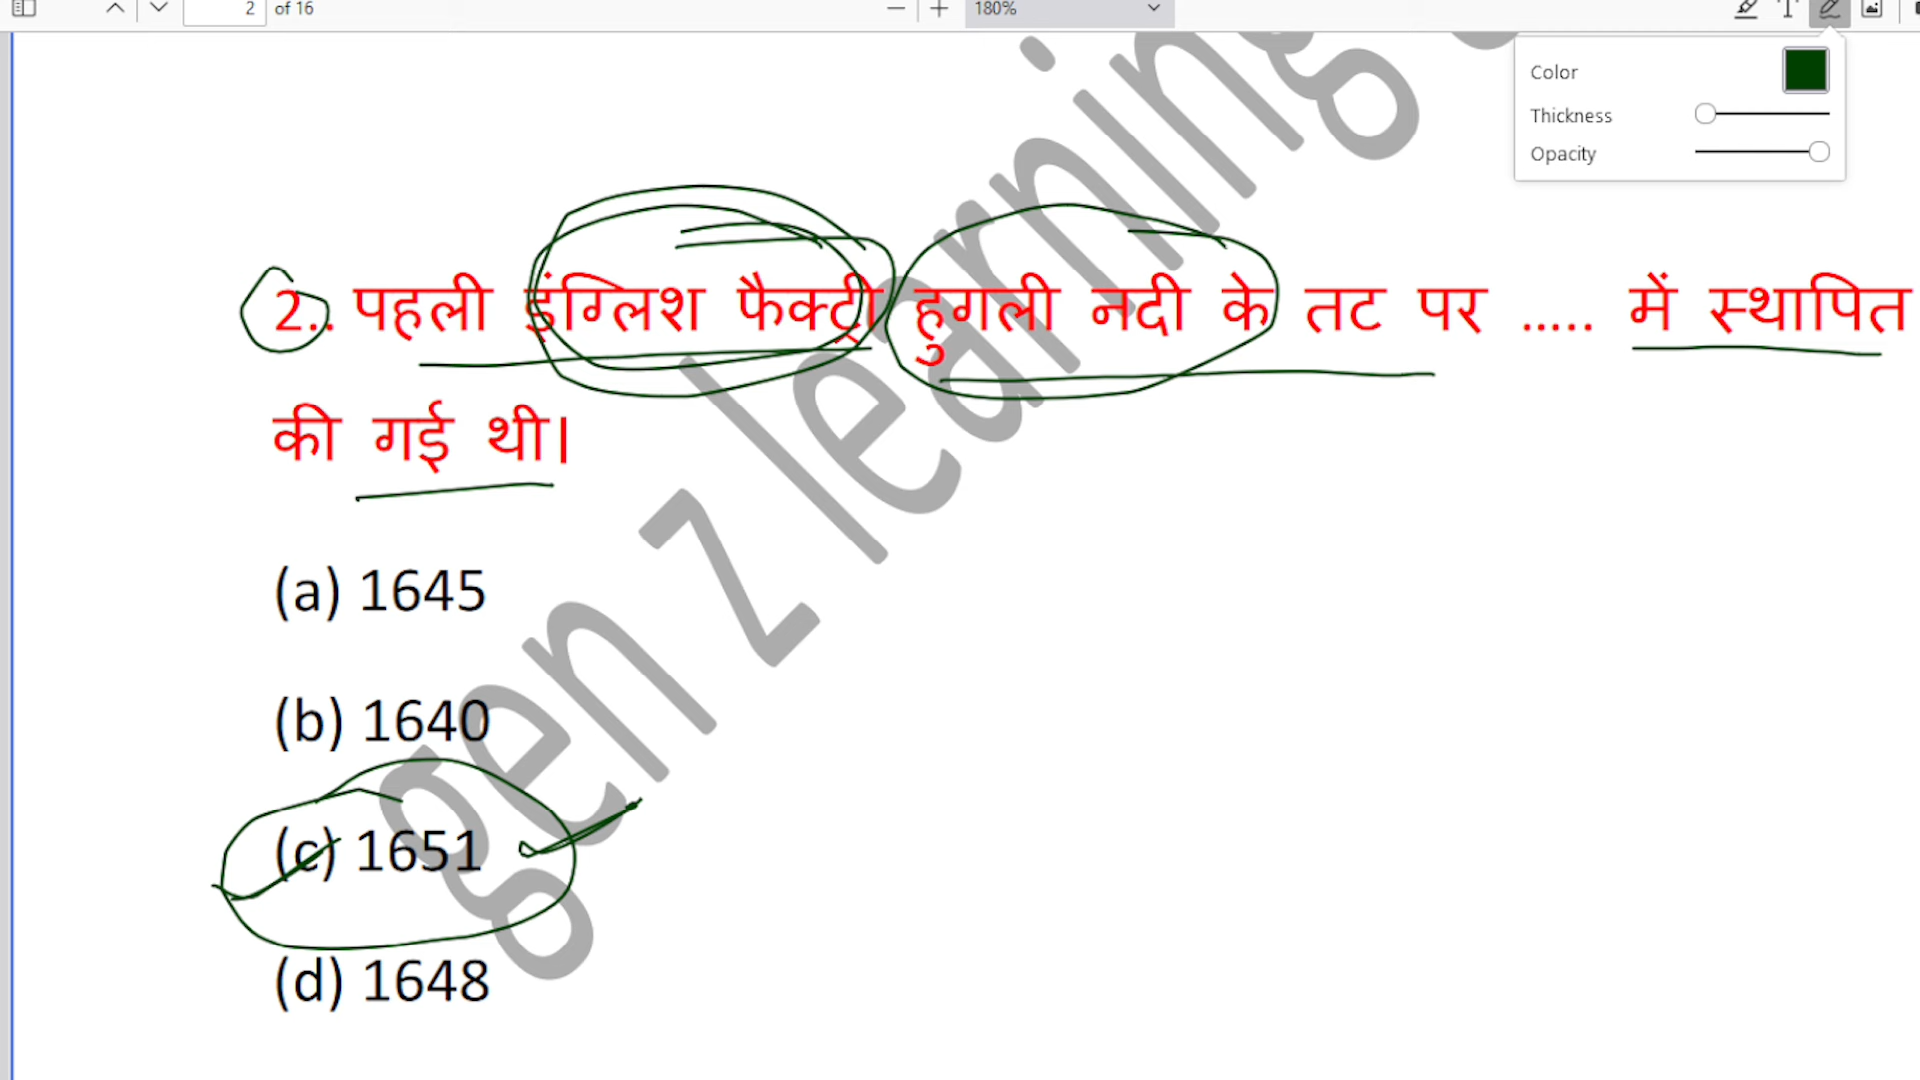 2 of 16
180%
Color
Thickness
Opacity
2.. पहली इंग्लिश फैक्ट्री हुगली नदी के तट पर ..... में स्थापित
की गई थी।
(a) 1645
(b) 1640
(c) 1651
(d) 1648
gen z learning